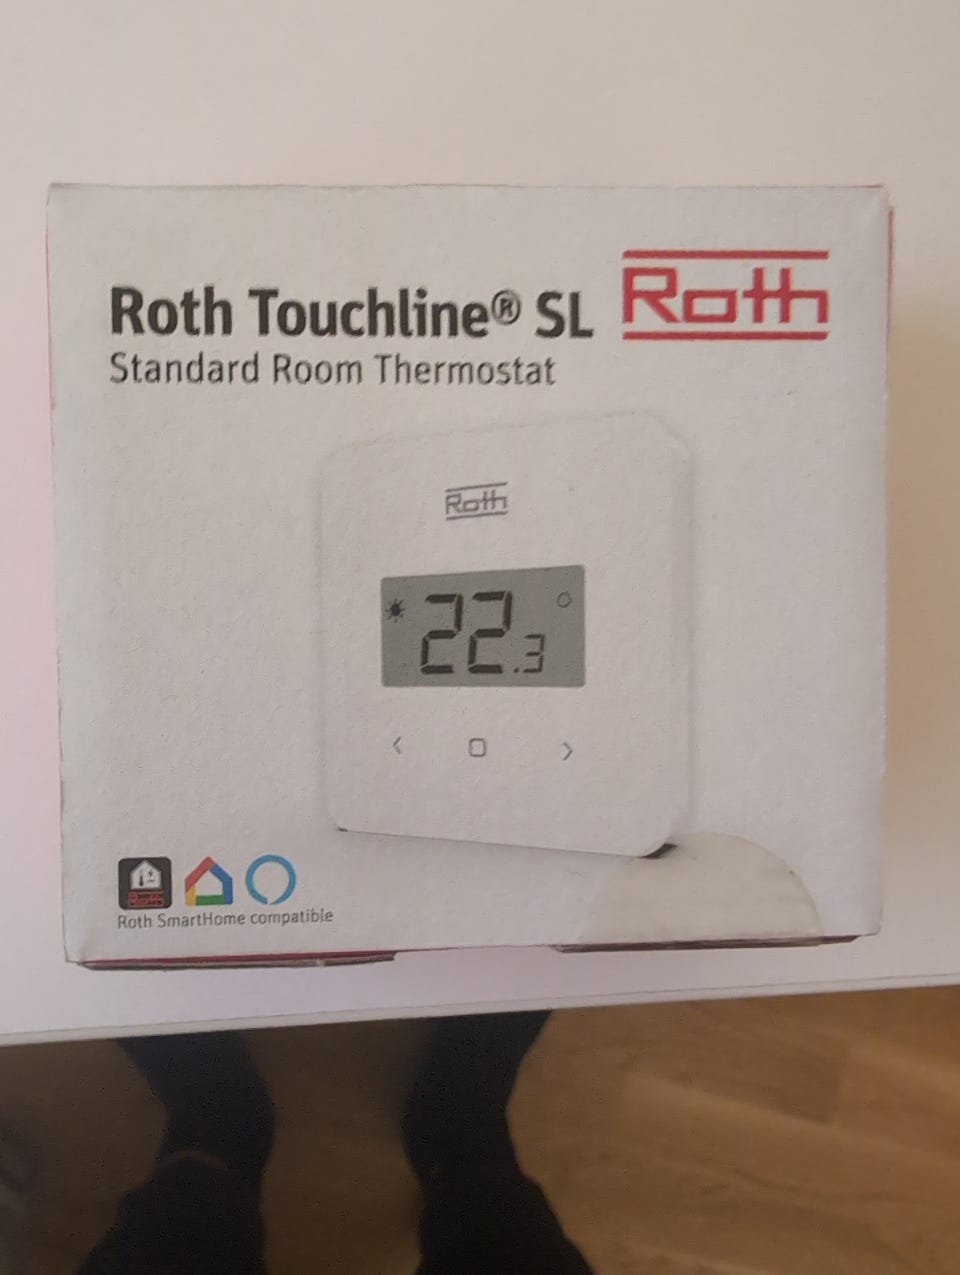 Roth Touchline® SL
Roth
Standard Room Thermostat
Roth
22.3
Roth SmartHome compatible